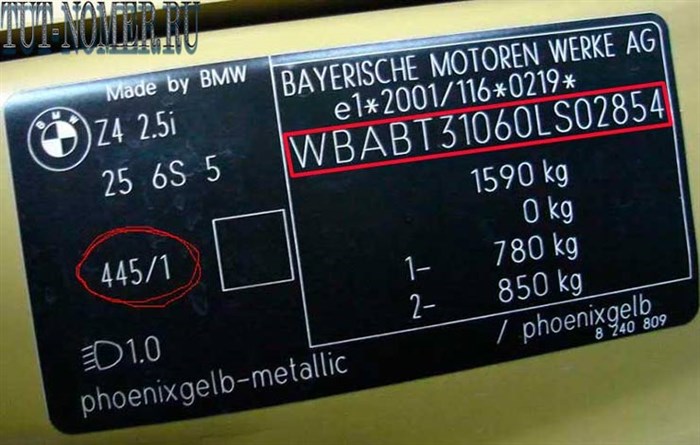 TUT-NOMER.RU
Made by BMW
BMW
Z4 2.5i
25 6S 5
445/1
1.0
phoenixgelb-metallic
BAYERISCHE MOTOREN WERKE AG
e1*2001/116*0219*
WBABT31060LS02854
1590 kg
0 kg
1- 780 kg
2- 850 kg
/ phoenixgelb
8 240 809